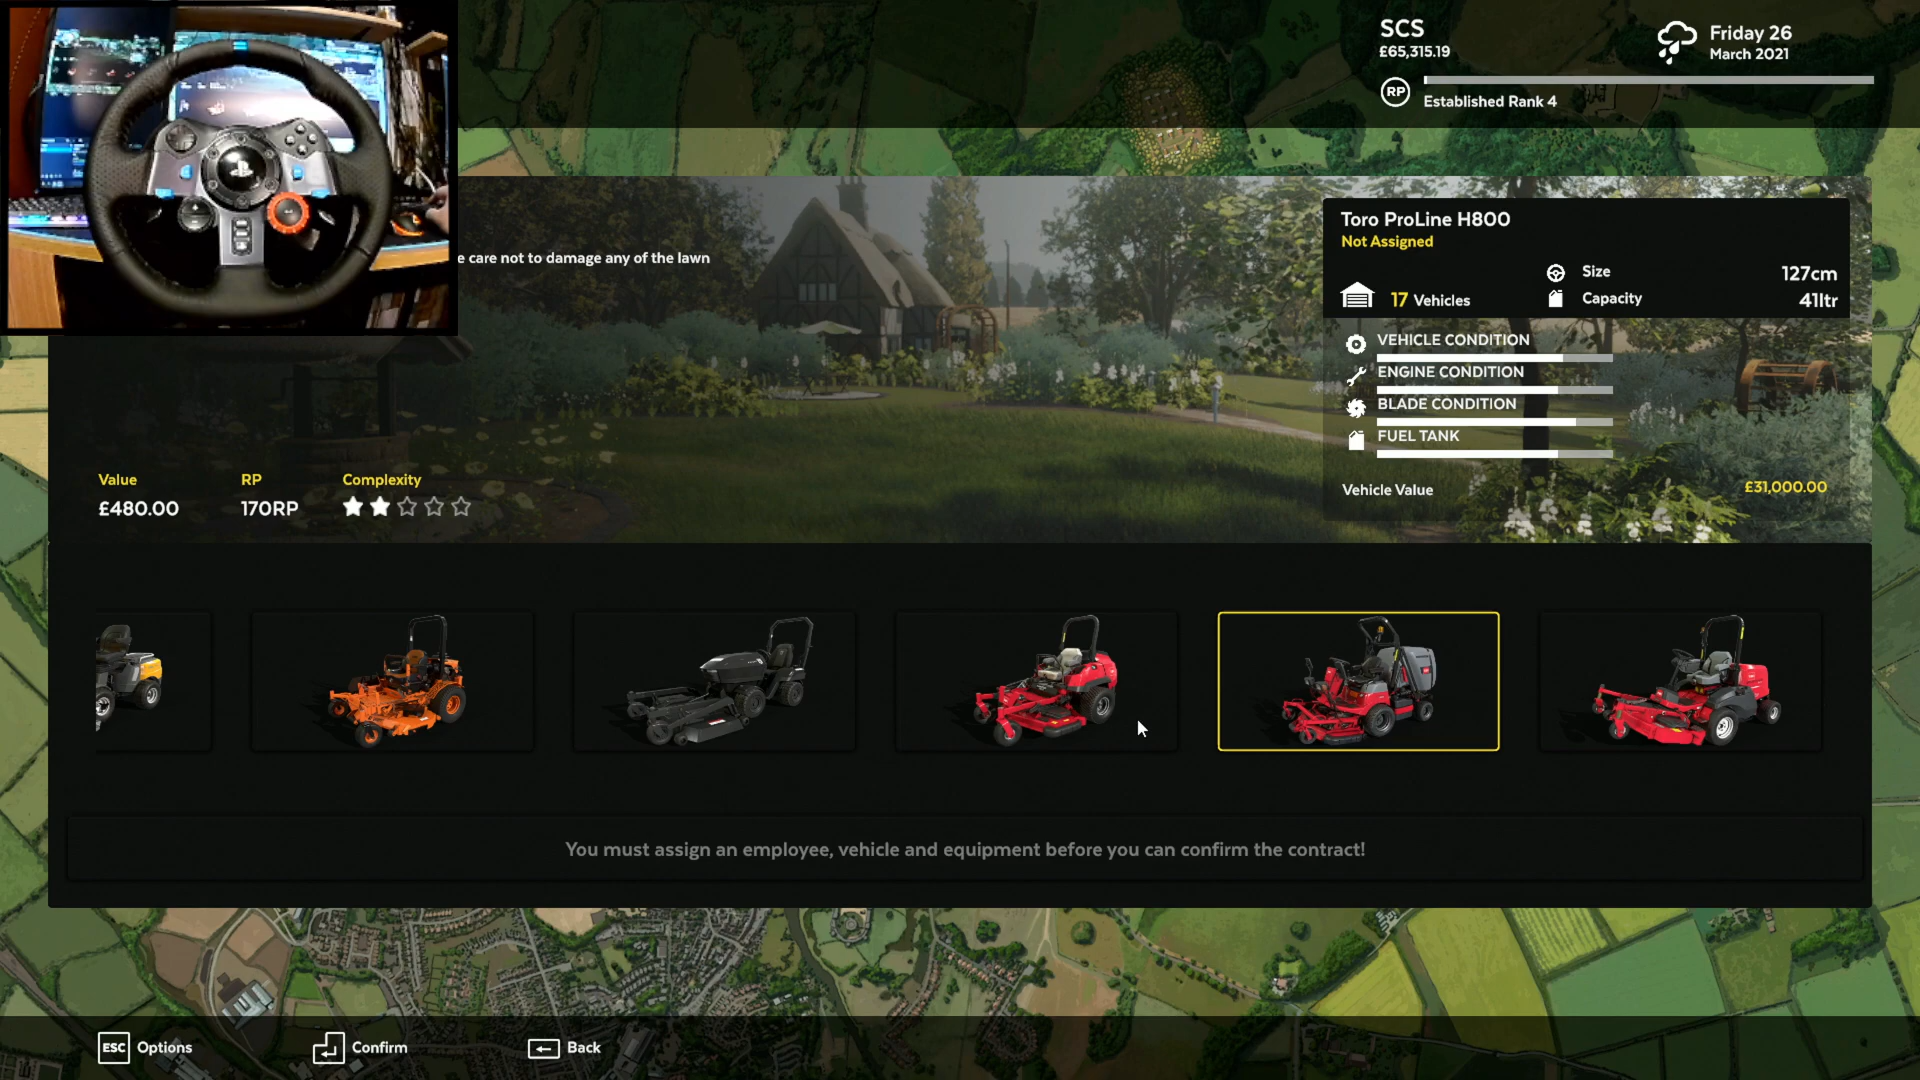 SCS
£65,315.19
RP
Established Rank 4
Friday 26
March 2021
e care not to damage any of the lawn
Toro ProLine H800
Not Assigned
17 Vehicles
Size 127cm
Capacity 41ltr
VEHICLE CONDITION
ENGINE CONDITION
BLADE CONDITION
FUEL TANK
Vehicle Value £31,000.00
Value RP Complexity
£480.00 170RP
You must assign an employee, vehicle and equipment before you can confirm the contract!
ESC Options Confirm Back